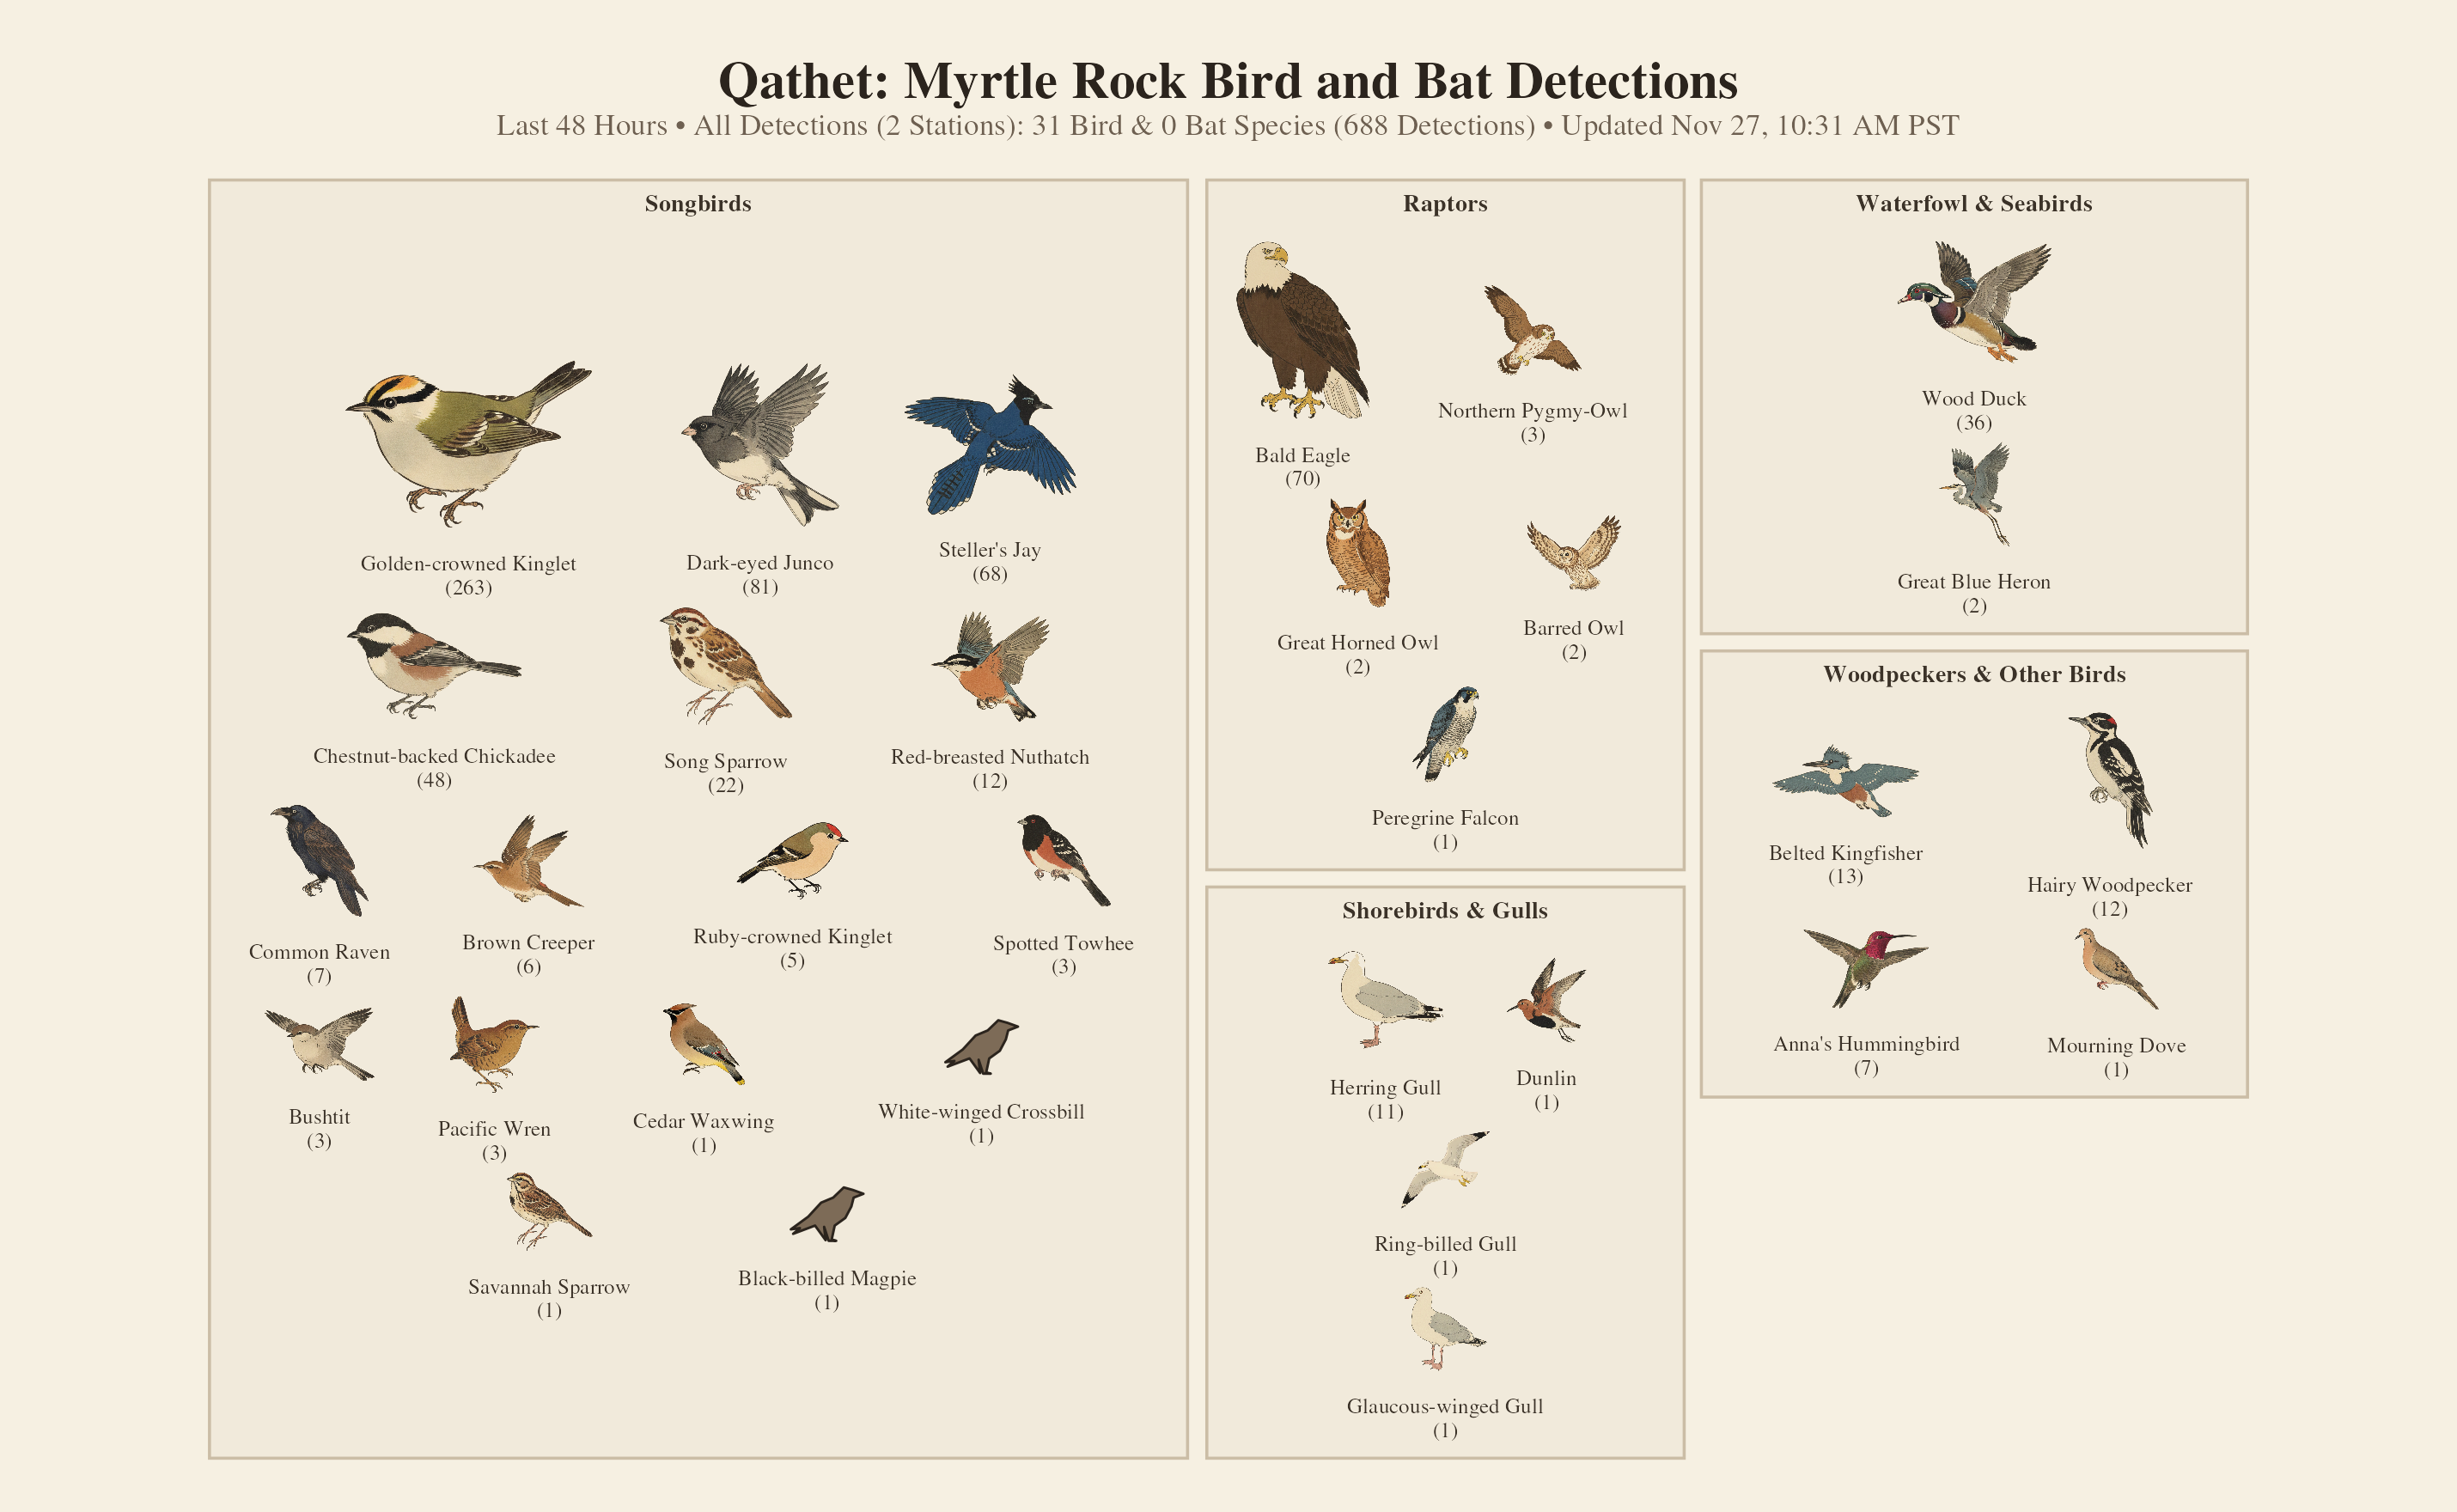 Qathet: Myrtle Rock Bird and Bat Detections
Last 48 Hours • All Detections (2 Stations): 31 Bird & 0 Bat Species (688 Detections) • Updated Nov 27, 10:31 AM PST
Songbirds
Golden-crowned Kinglet
(263)
Dark-eyed Junco
(81)
Steller's Jay
(68)
Chestnut-backed Chickadee
(48)
Song Sparrow
(22)
Red-breasted Nuthatch
(12)
Common Raven
(7)
Brown Creeper
(6)
Ruby-crowned Kinglet
(5)
Spotted Towhee
(3)
Bushtit
(3)
Pacific Wren
(3)
Cedar Waxwing
(1)
White-winged Crossbill
(1)
Savannah Sparrow
(1)
Black-billed Magpie
(1)
Raptors
Bald Eagle
(70)
Northern Pygmy-Owl
(3)
Great Horned Owl
(2)
Barred Owl
(2)
Peregrine Falcon
(1)
Shorebirds & Gulls
Herring Gull
(11)
Dunlin
(1)
Ring-billed Gull
(1)
Glaucous-winged Gull
(1)
Waterfowl & Seabirds
Wood Duck
(36)
Great Blue Heron
(2)
Woodpeckers & Other Birds
Belted Kingfisher
(13)
Hairy Woodpecker
(12)
Anna's Hummingbird
(7)
Mourning Dove
(1)